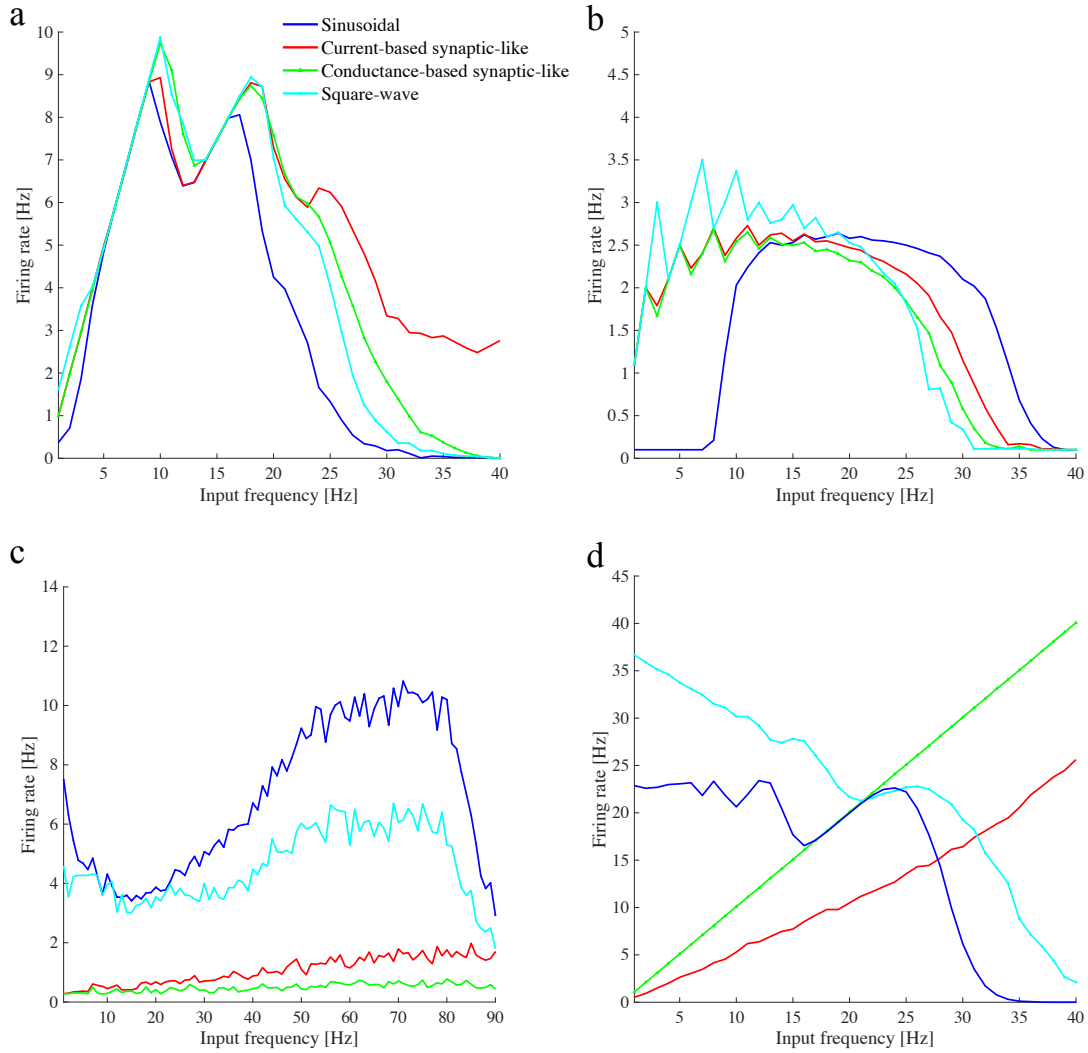 a
Sinusoidal
Current-based synaptic-like
Conductance-based synaptic-like
Square-wave
Firing rate [Hz]
10
9
8
7
6
5
4
3
2
1
0
5 10 15 20 25 30 35 40
Input frequency [Hz]
b
Firing rate [Hz]
5
4.5
4
3.5
3
2.5
2
1.5
1
0.5
0
5 10 15 20 25 30 35 40
Input frequency [Hz]
c
Firing rate [Hz]
14
12
10
8
6
4
2
0
10 20 30 40 50 60 70 80 90
Input frequency [Hz]
d
Firing rate [Hz]
45
40
35
30
25
20
15
10
5
0
5 10 15 20 25 30 35 40
Input frequency [Hz]